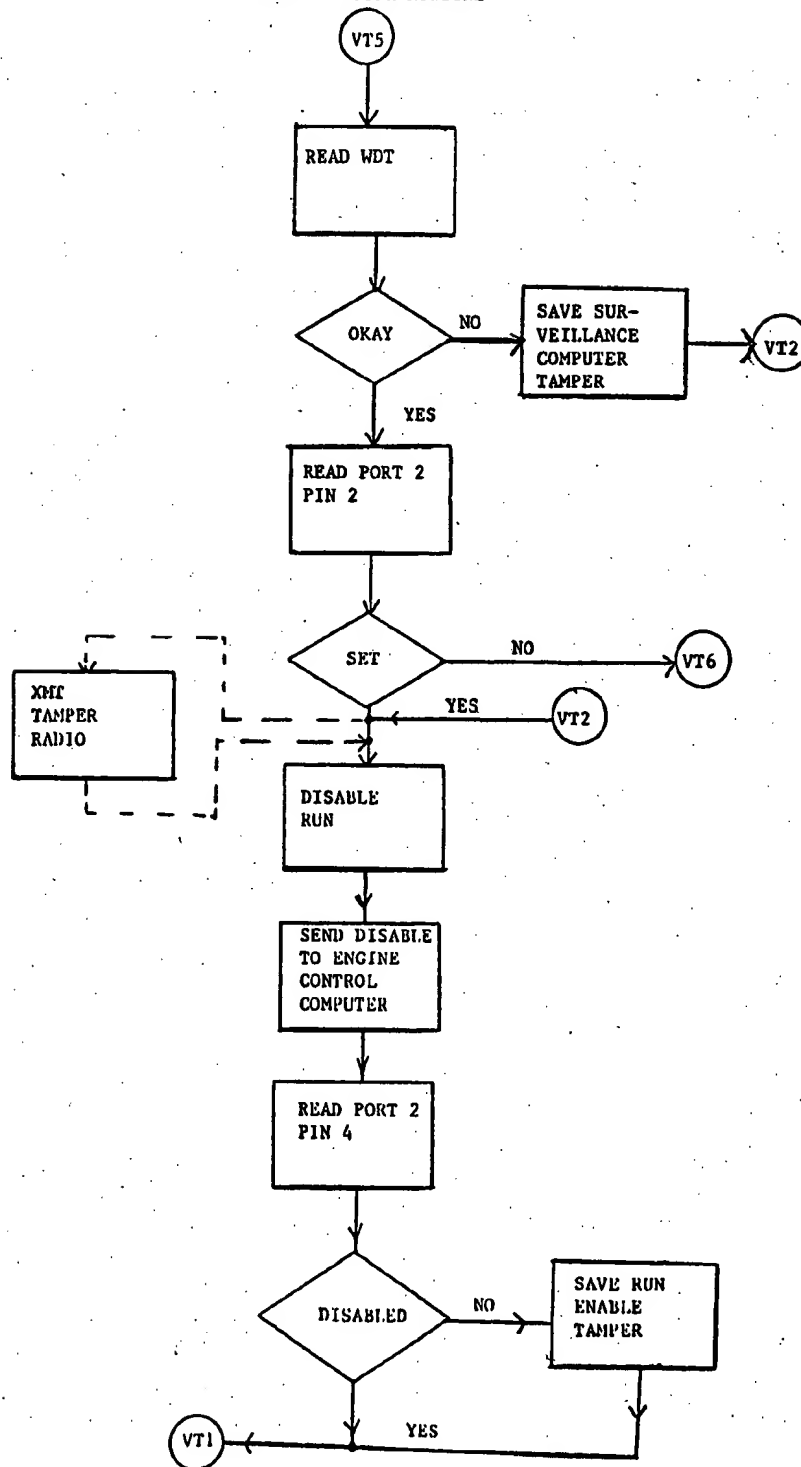 VT5
READ WDT
OKAY
NO
SAVE SUR-
VEILLANCE
COMPUTER
TAMPER
VT2
YES
READ PORT 2
PIN 2
SET
NO
VT6
XMT
TAMPER
RADIO
YES
VT2
DISABLE
RUN
SEND DISABLE
TO ENGINE
CONTROL
COMPUTER
READ PORT 2
PIN 4
DISABLED
NO
SAVE RUN
ENABLE
TAMPER
VT1
YES